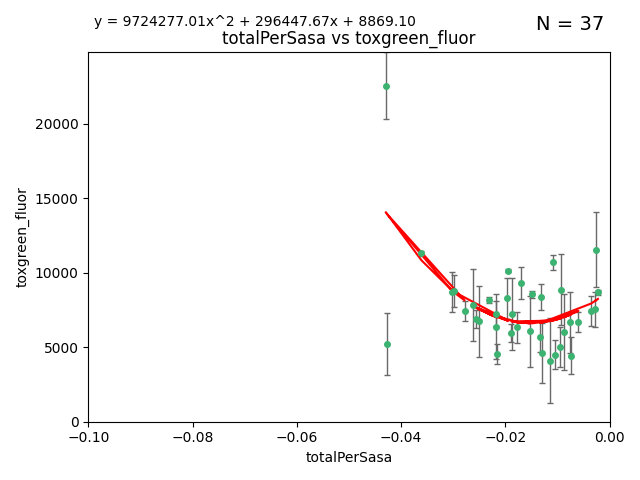 y = 9724277.01x^2 + 296447.67x + 8869.10
N = 37
totalPerSasa vs toxgreen_fluor
toxgreen_fluor
20000
15000
10000
5000
0
−0.10
−0.08
−0.06
−0.04
−0.02
0.00
totalPerSasa